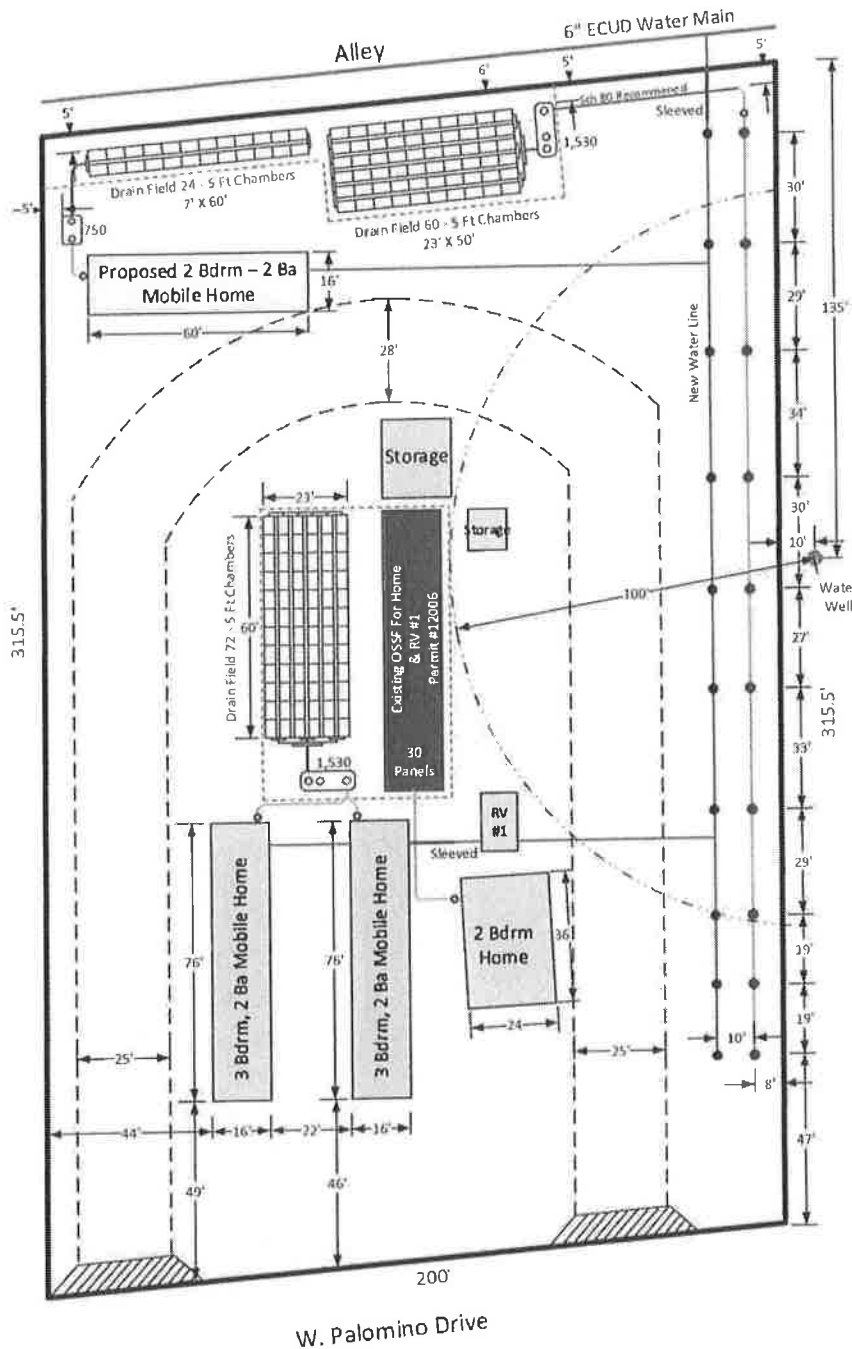 6" ECUD Water Main
Alley
5'
6'
5'
5'
Sch 80 Recommened
Sleeved
1,530
Drain Field 24 - 5 Ft Chambers
7' X 60'
Drain Field 60 - 5 Ft Chambers
23' X 50'
~5'
750
30'
Proposed 2 Bdrm – 2 Ba
Mobile Home
16'
60'
29'
135'
28'
New Water Line
34'
Storage
23'
Storage
30'
10'
Water
Well
100'
Drain Field 72 - 5 Ft Chambers
60'
Existing OSSF For Home
& RV #1
Permit #12006
30
Panels
27'
315.5'
315.5'
33'
1,530
RV
#1
Sleeved
29'
3 Bdrm, 2 Ba Mobile Home
76'
3 Bdrm, 2 Ba Mobile Home
76'
2 Bdrm
Home
36
24
19'
19'
10'
8'
25'
25'
44'
16'
22'
16'
47'
49'
46'
200'
W. Palomino Drive